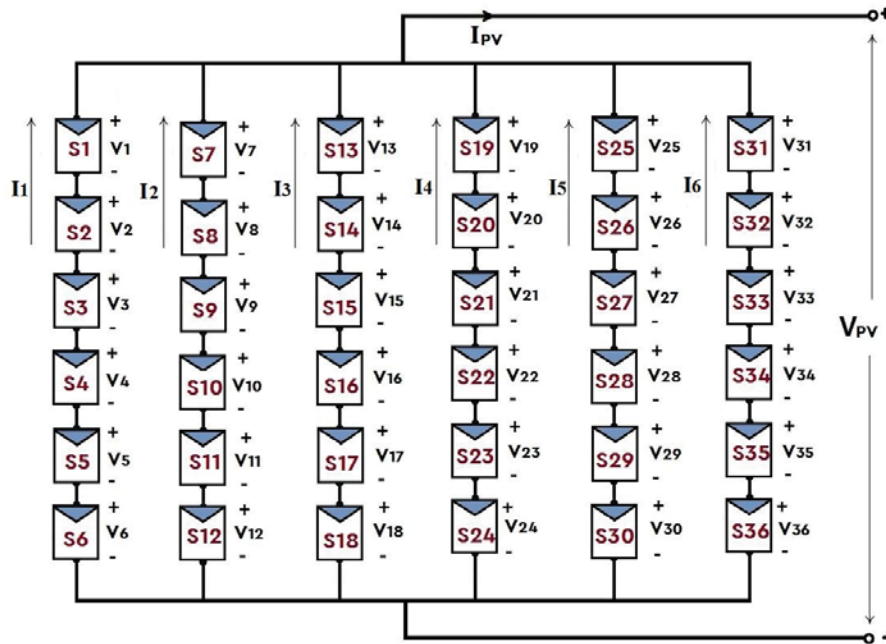 +
IPV
+ + + + + +
S1 V1 S7 V7 S13 V13 S19 V19 S25 V25 S31 V31
- - - - - -
I1 I2 I3 I4 I5 I6
+ + + + + +
S2 V2 S8 V8 S14 V14 S20 V20 S26 V26 S32 V32
- - - - - -
+ + + + + +
S3 V3 S9 V9 S15 V15 S21 V21 S27 V27 S33 V33
- - - - - -
VPV
+ + + + + +
S4 V4 S10 V10 S16 V16 S22 V22 S28 V28 S34 V34
- - - - - -
+ + + + + +
S5 V5 S11 V11 S17 V17 S23 V23 S29 V29 S35 V35
- - - - - -
+ + + + + +
S6 V6 S12 V12 S18 V18 S24 V24 S30 V30 S36 V36
- - - - - -
-